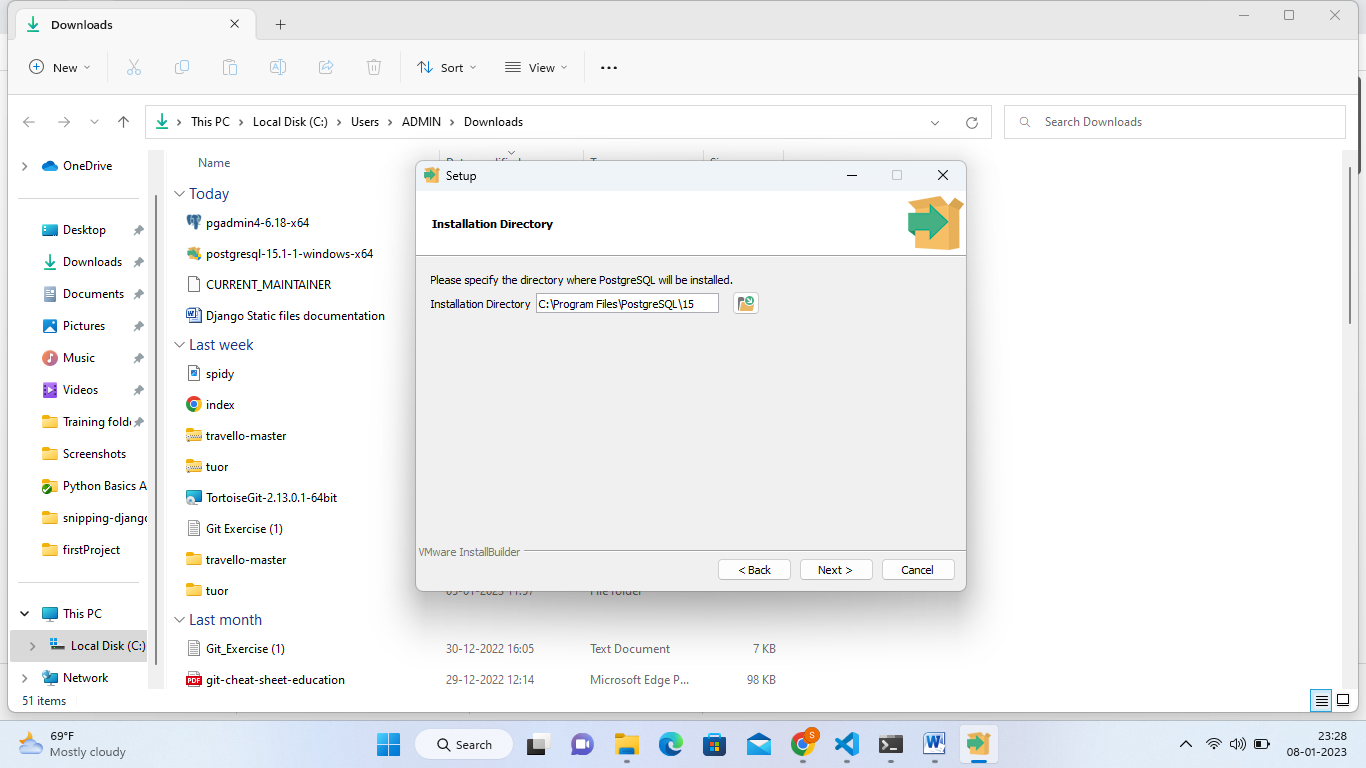 Downloads
New
Sort
View
This PC > Local Disk (C:) > Users > ADMIN > Downloads
Search Downloads
OneDrive
Desktop
Downloads
Documents
Pictures
Music
Videos
Training folde
Screenshots
Python Basics A
snipping-django
firstProject
This PC
Local Disk (C:)
Network
Name
Today
pgadmin4-6.18-x64
postgresql-15.1-1-windows-x64
CURRENT_MAINTAINER
Django Static files documentation
Last week
spidy
index
travello-master
tuor
TortoiseGit-2.13.0.1-64bit
Git Exercise (1)
travello-master
tuor
Last month
Git_Exercise (1) 30-12-2022 16:05 Text Document 7 KB
git-cheat-sheet-education 29-12-2022 12:14 Microsoft Edge P... 98 KB
Setup
Installation Directory
Please specify the directory where PostgreSQL will be installed.
Installation Directory C:\Program Files\PostgreSQL\15
VMware InstallBuilder
< Back Next > Cancel
51 items
69°F
Mostly cloudy
Search
S
23:28
08-01-2023